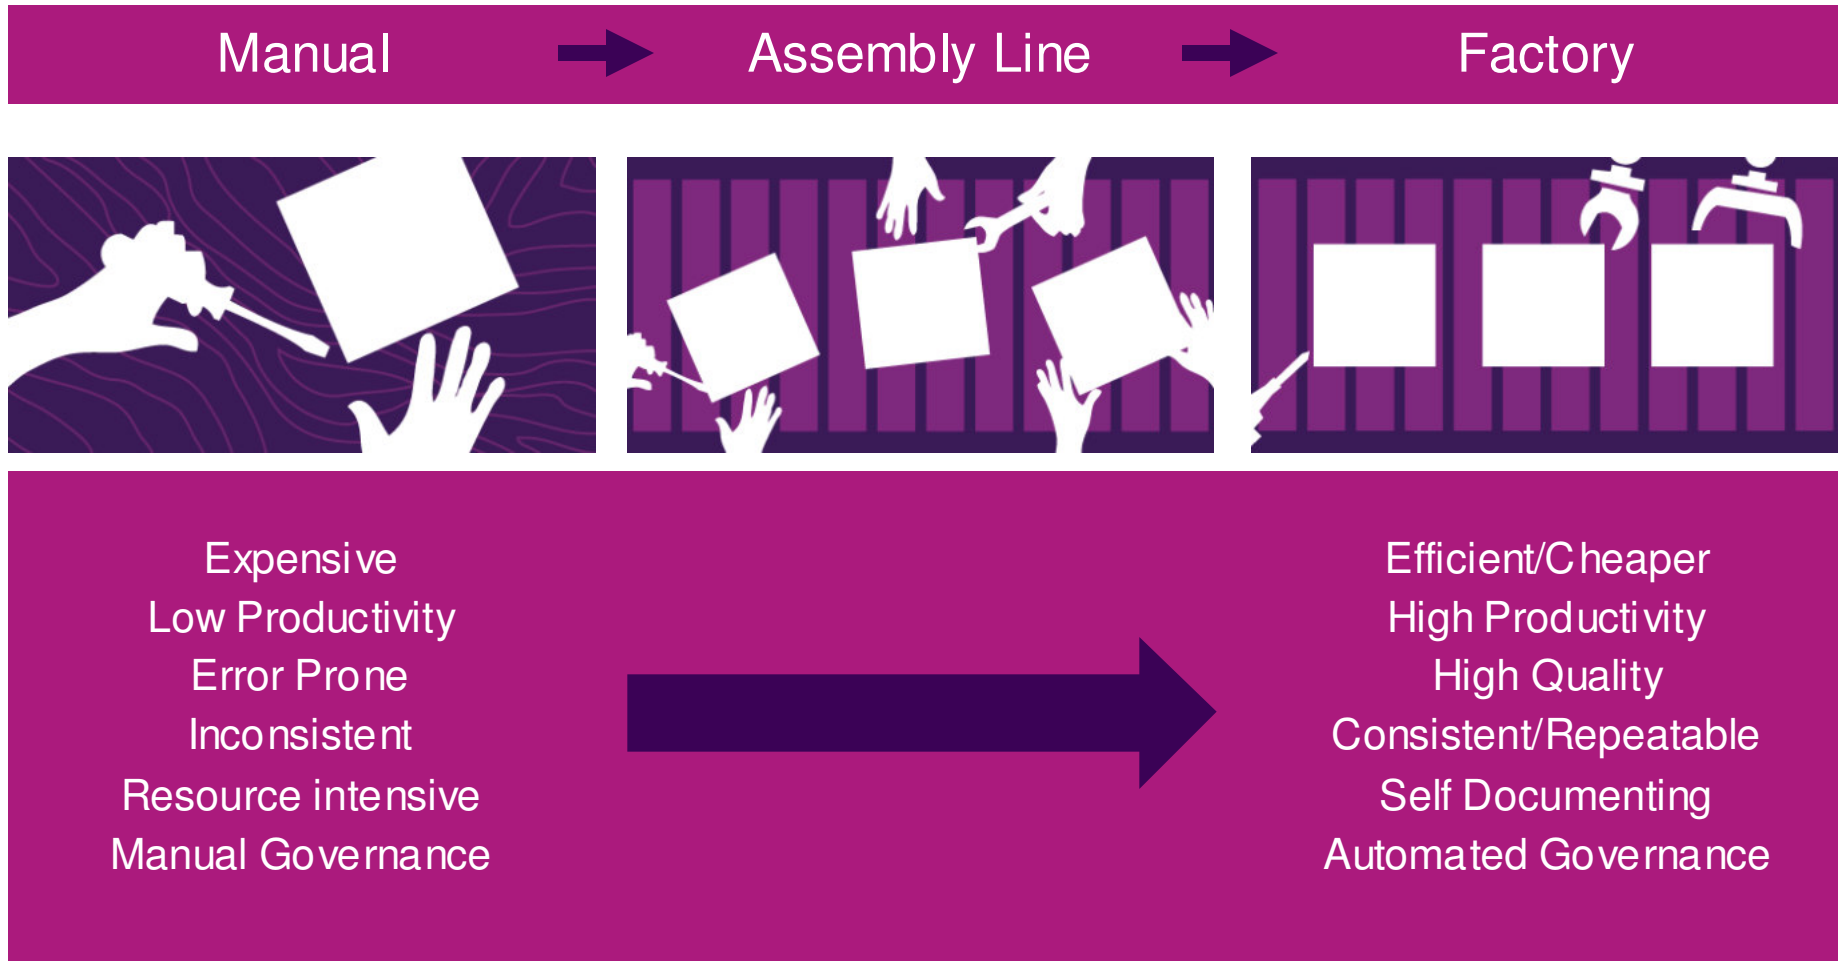 Manual
Assembly Line
Factory
Expensive
Low Productivity
Error Prone
Inconsistent
Resource intensive
Manual Governance
Efficient/Cheaper
High Productivity
High Quality
Consistent/Repeatable
Self Documenting
Automated Governance